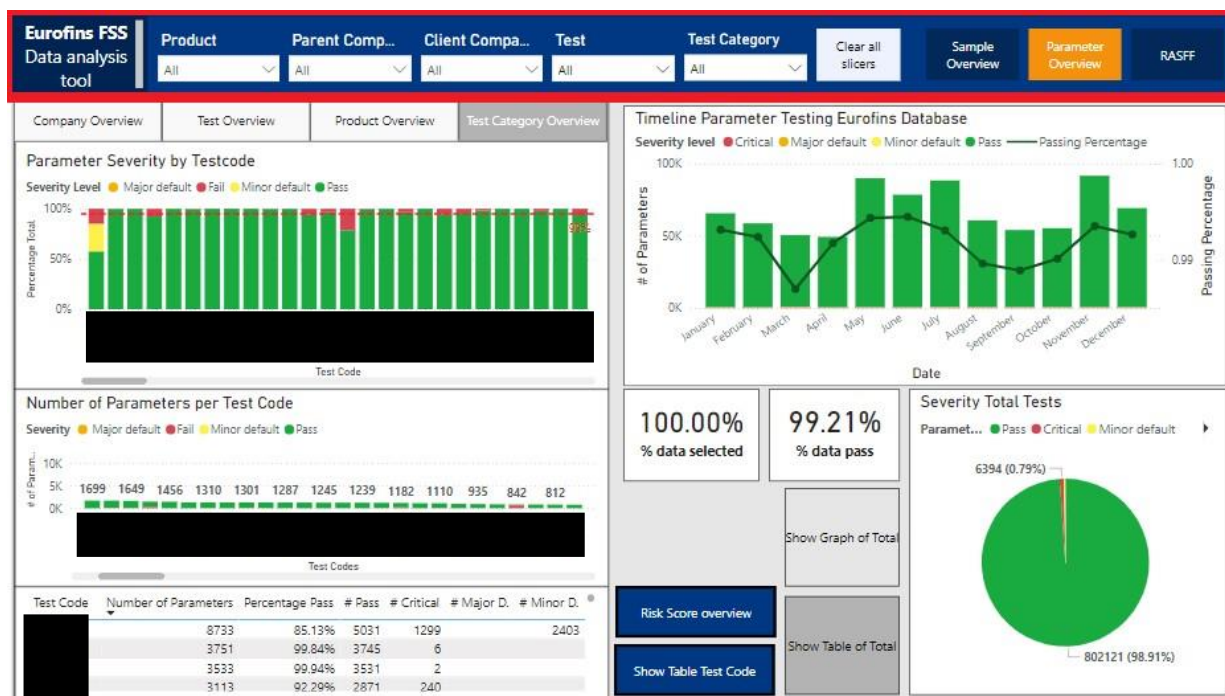 Eurofins FSS
Data analysis
tool
Product
All
Parent Comp...
All
Client Compa...
All
Test
All
Test Category
All
Clear all
slicers
Sample
Overview
Parameter
Overview
RASFF
Company Overview
Test Overview
Product Overview
Test Category Overview
Parameter Severity by Testcode
Severity Level Major default Fail Minor default Pass
Percentage Total
100%
50%
0%
Test Code
Number of Parameters per Test Code
Severity Major default Fail Minor default Pass
# of Param...
10K
5K
0K
1699 1649 1456 1310 1301 1287 1245 1239 1182 1110 935 842 812
Test Codes
Test Code Number of Parameters Percentage Pass # Pass # Critical # Major D. # Minor D.
8733 85.13% 5031 1299 2403
3751 99.84% 3745 6
3533 99.94% 3531 2
3113 92.29% 2871 240
Timeline Parameter Testing Eurofins Database
Severity level Critical Major default Minor default Pass Passing Percentage
# of Parameters
100K
50K
0K
1.00
0.99
Passing Percentage
January February March April May June July August September October November December
Date
100.00%
% data selected
99.21%
% data pass
Show Graph of Total
Risk Score overview
Show Table Test Code
Show Table of Total
Severity Total Tests
Paramet... Pass Critical Minor default
6394 (0.79%)
802121 (98.91%)